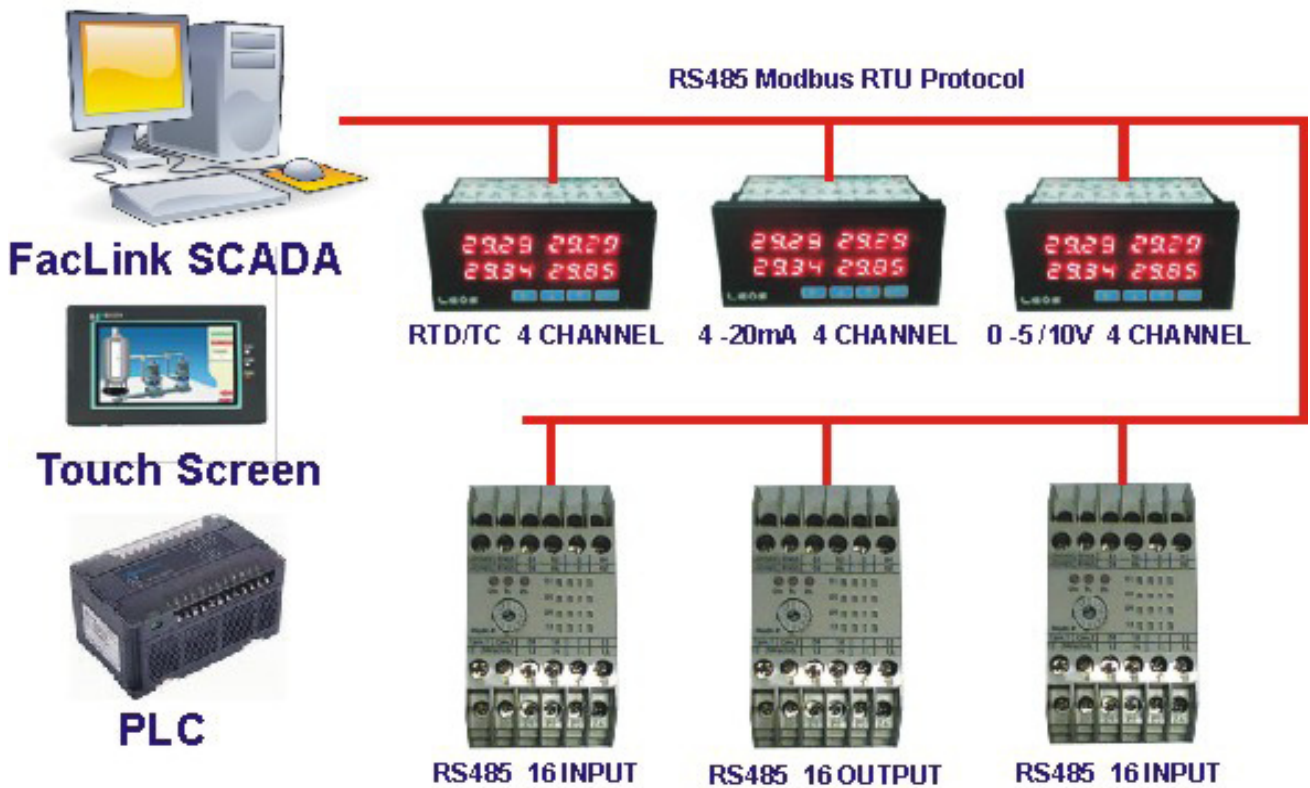 RS485 Modbus RTU Protocol
FacLink SCADA
29.29 29.29
29.34 29.85
29.29 29.29
29.34 29.85
29.29 29.29
29.34 29.85
RTD/TC 4 CHANNEL
4 -20mA 4 CHANNEL
0 -5 /10V 4 CHANNEL
Touch Screen
PLC
RS485 16 INPUT
RS485 16 OUTPUT
RS485 16 INPUT